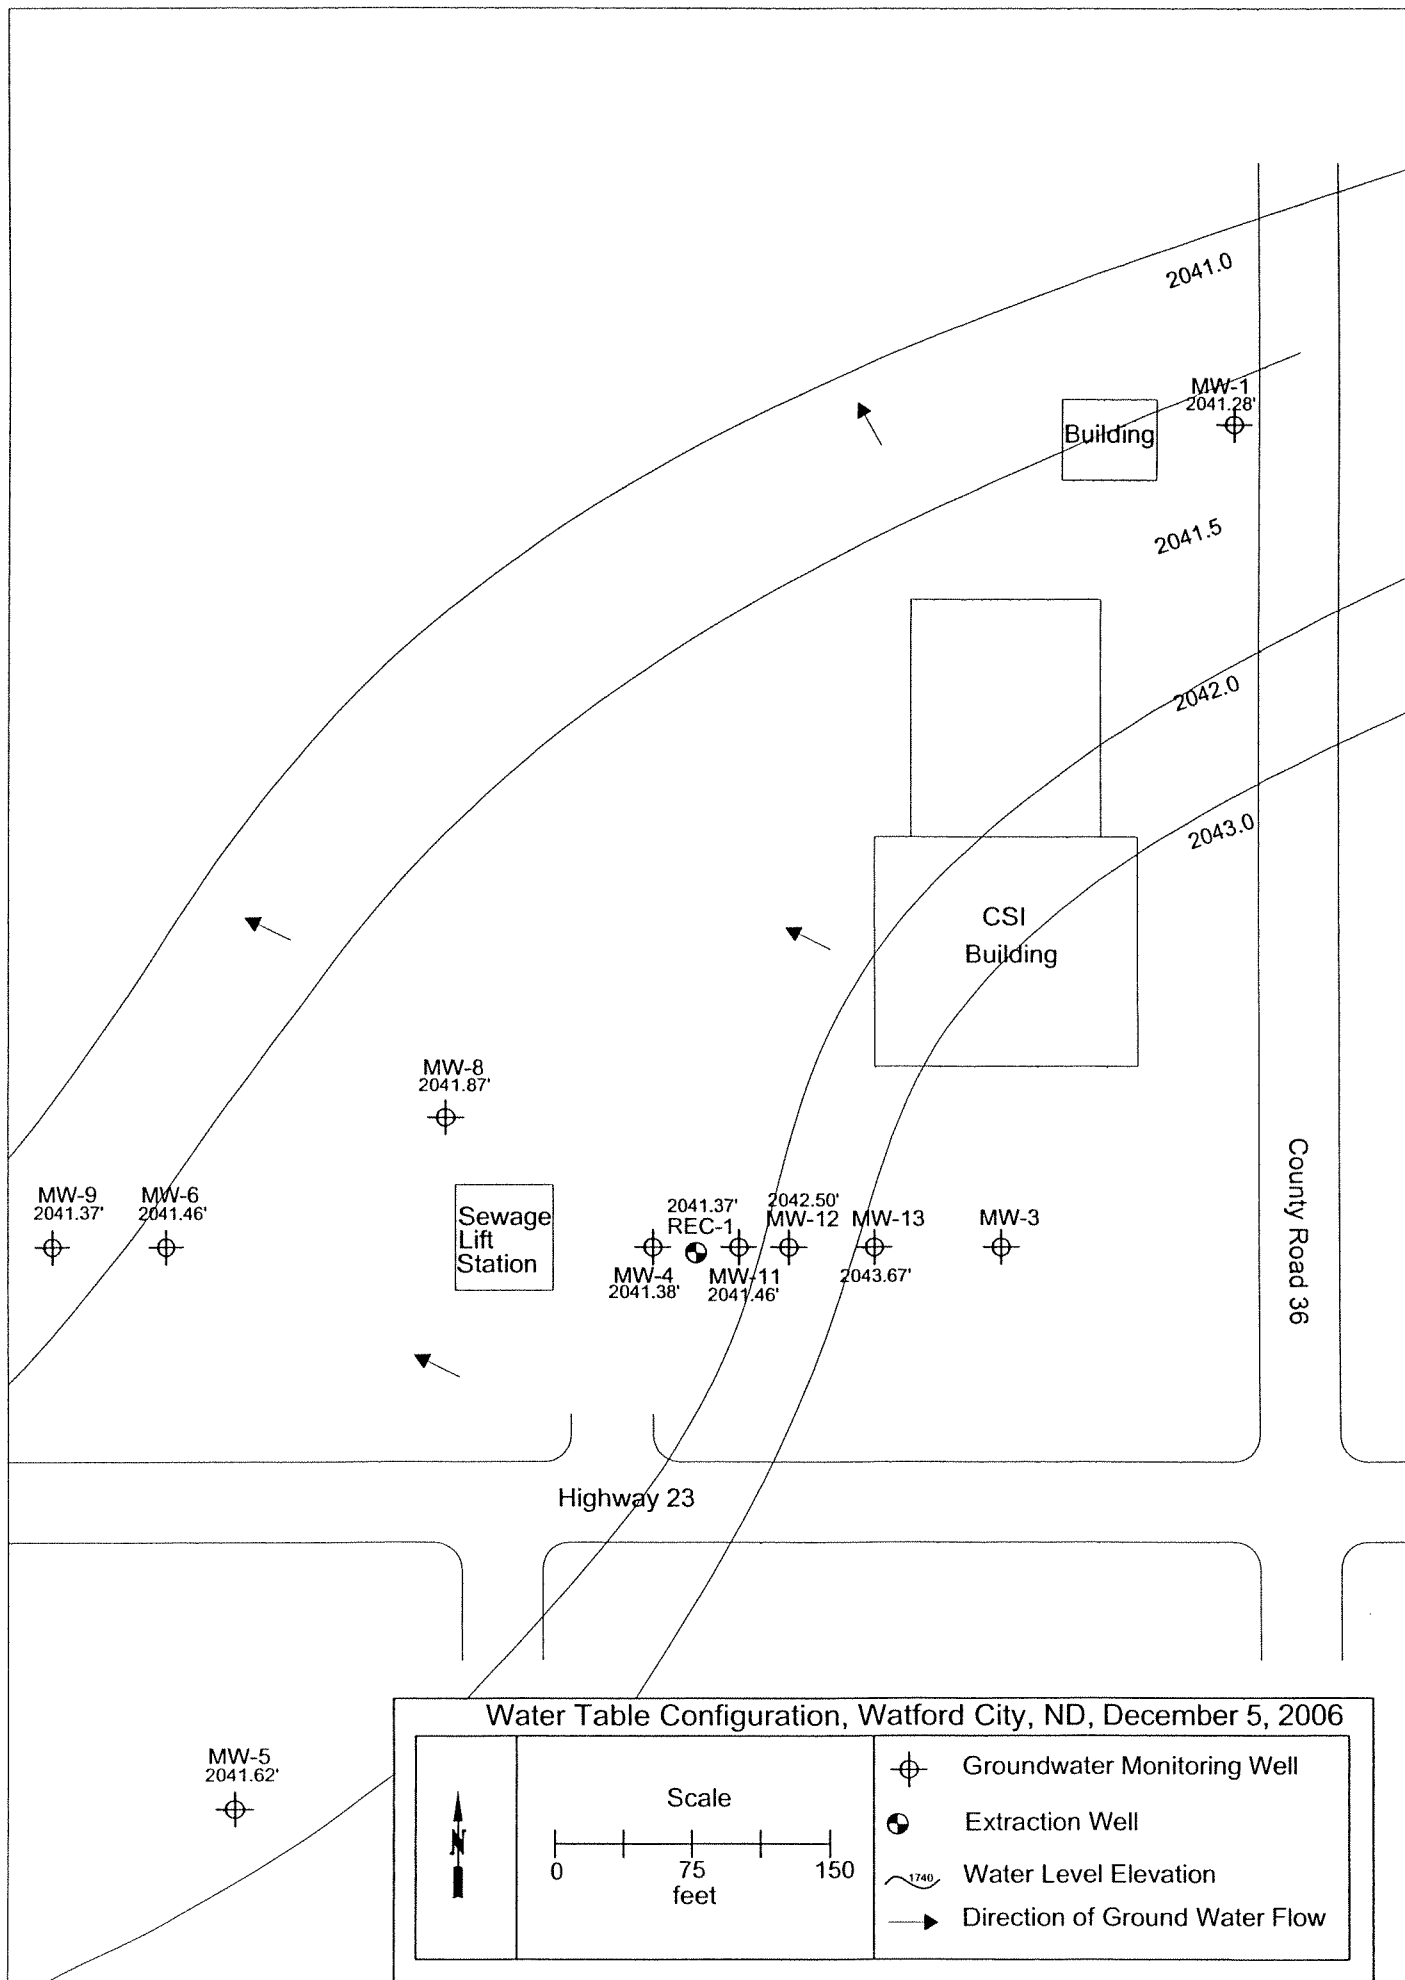 2041.0
MW-1
2041.28'
Building
2041.5
2042.0
2043.0
CSI
Building
MW-8
2041.87'
County Road 36
MW-9
2041.37'
MW-6
2041.46'
Sewage
Lift
Station
2041.37'
REC-1
MW-4
2041.38'
MW-11
2041.46'
2042.50'
MW-12
MW-13
2043.67'
MW-3
Highway 23
MW-5
2041.62'
Water Table Configuration, Watford City, ND, December 5, 2006
N
Scale
0 75 150
feet
Groundwater Monitoring Well
Extraction Well
1740 Water Level Elevation
Direction of Ground Water Flow